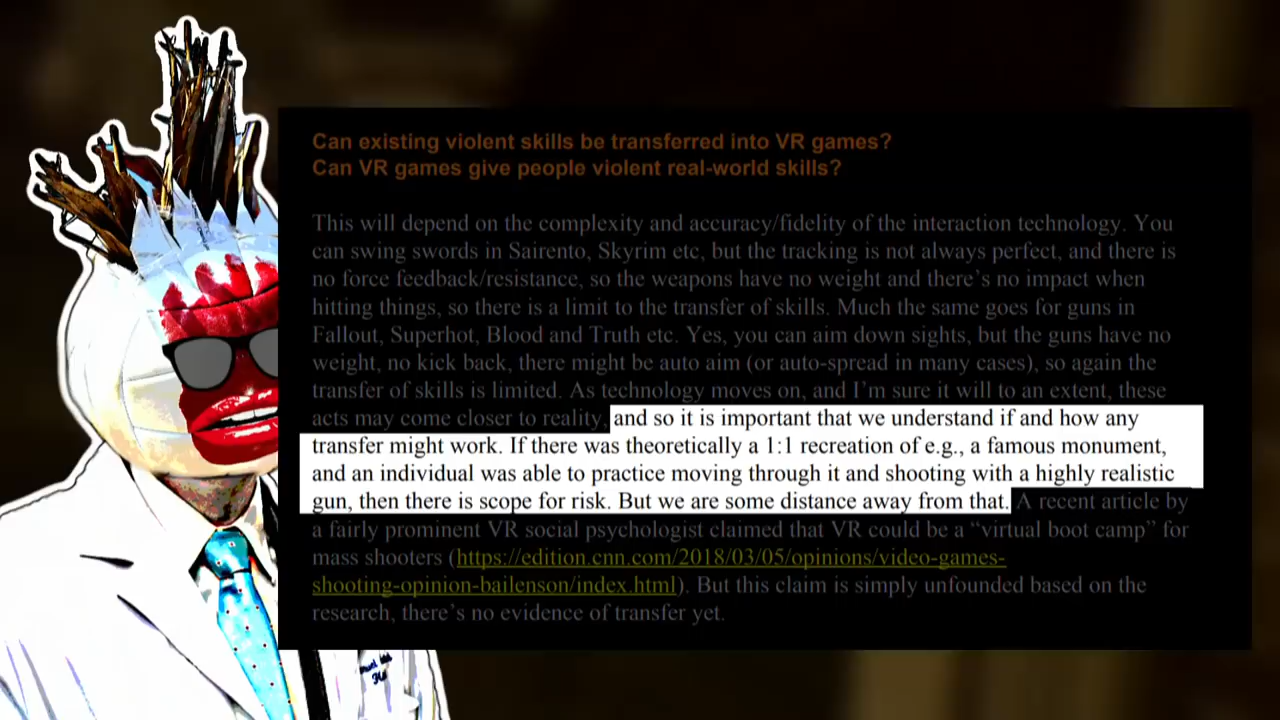 Can existing violent skills be transferred into VR games?
Can VR games give people violent real-world skills?
This will depend on the complexity and accuracy/fidelity of the interaction technology. You
can swing swords in Sairento, Skyrim etc, but the tracking is not always perfect, and there is
no force feedback/resistance, so the weapons have no weight and there's no impact when
hitting things, so there is a limit to the transfer of skills. Much the same goes for guns in
Fallout, Superhot, Blood and Truth etc. Yes, you can aim down sights, but the guns have no
weight, no kick back, there might be auto aim (or auto-spread in many cases), so again the
transfer of skills is limited. As technology moves on, and I'm sure it will to an extent, these
acts may come closer to reality, and so it is important that we understand if and how any
transfer might work. If there was theoretically a 1:1 recreation of e.g., a famous monument,
and an individual was able to practice moving through it and shooting with a highly realistic
gun, then there is scope for risk. But we are some distance away from that. A recent article by
a fairly prominent VR social psychologist claimed that VR could be a “virtual boot camp” for
mass shooters (https://edition.cnn.com/2018/03/05/opinions/video-games-
shooting-opinion-bailenson/index.html). But this claim is simply unfounded based on the
research, there's no evidence of transfer yet.